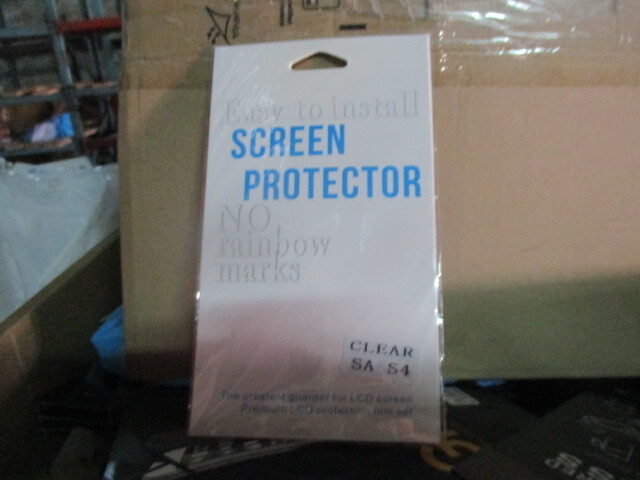 Easy to install
SCREEN
PROTECTOR
NO
rainbow
marks
CLEAR
SA S4
The greatest guarder for LCD screen
Premium LCD protection film set